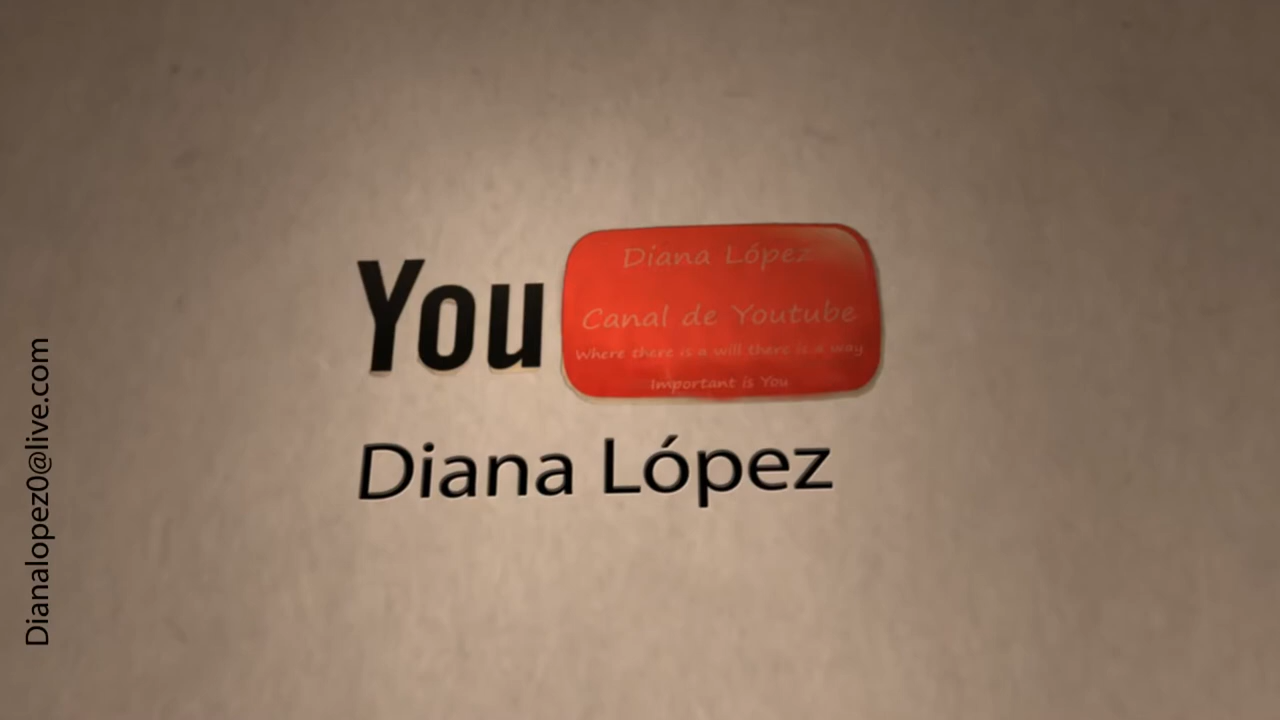 You
Diana López
Canal de Youtube
Where there is a will there is a way
Important is You
Diana López
Dianalopez0@live.com